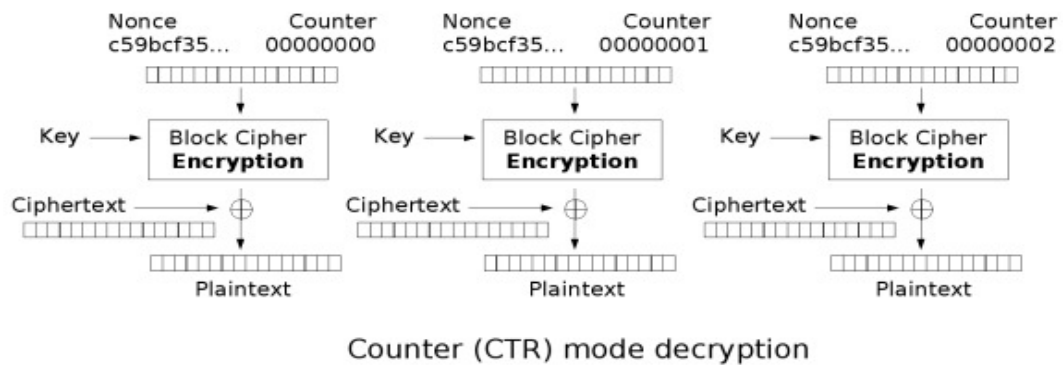 Nonce Counter Nonce Counter Nonce Counter
c59bcf35... 00000000 c59bcf35... 00000001 c59bcf35... 00000002
Key Block Cipher Key Block Cipher Key Block Cipher
Encryption Encryption Encryption
Ciphertext Ciphertext Ciphertext
Plaintext Plaintext Plaintext
Counter (CTR) mode decryption